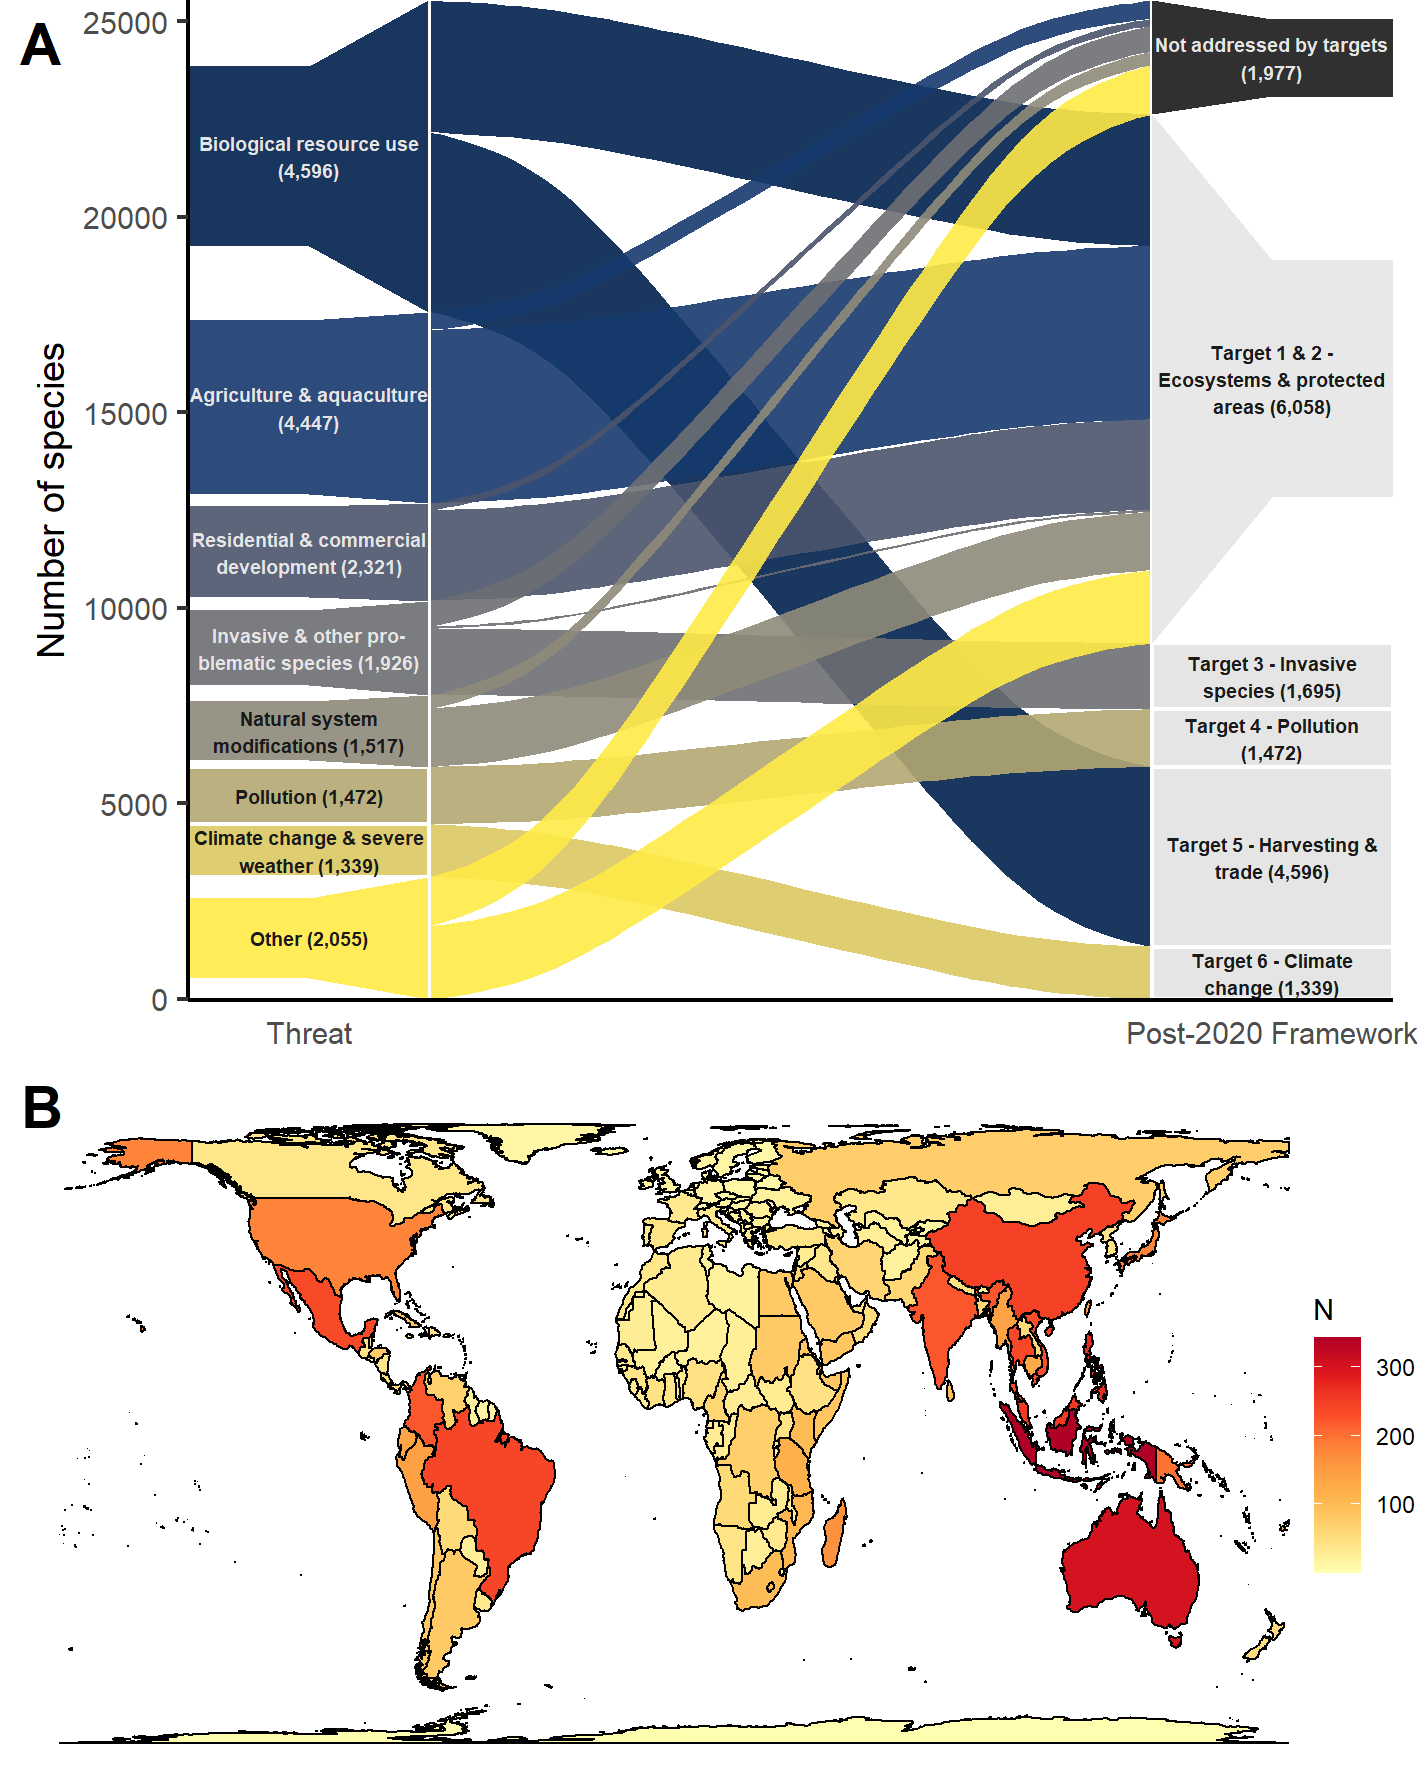 A
25000
20000
15000
10000
5000
0
Number of species
Biological resource use
(4,596)
Agriculture & aquaculture
(4,447)
Residential & commercial
development (2,321)
Invasive & other pro-
blematic species (1,926)
Natural system
modifications (1,517)
Pollution (1,472)
Climate change & severe
weather (1,339)
Other (2,055)
Not addressed by targets
(1,977)
Target 1 & 2 -
Ecosystems & protected
areas (6,058)
Target 3 - Invasive
species (1,695)
Target 4 - Pollution
(1,472)
Target 5 - Harvesting &
trade (4,596)
Target 6 - Climate
change (1,339)
Threat
Post-2020 Framework
B
N
300
200
100